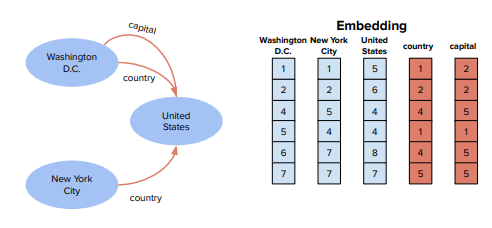 capital
Washington
D.C.
country
United
States
New York
City
country
Embedding
Washington New York United
D.C. City States country capital
1 1 5 1 2
2 2 6 2 2
4 5 4 4 5
5 4 4 1 1
6 7 8 4 5
7 7 7 5 5